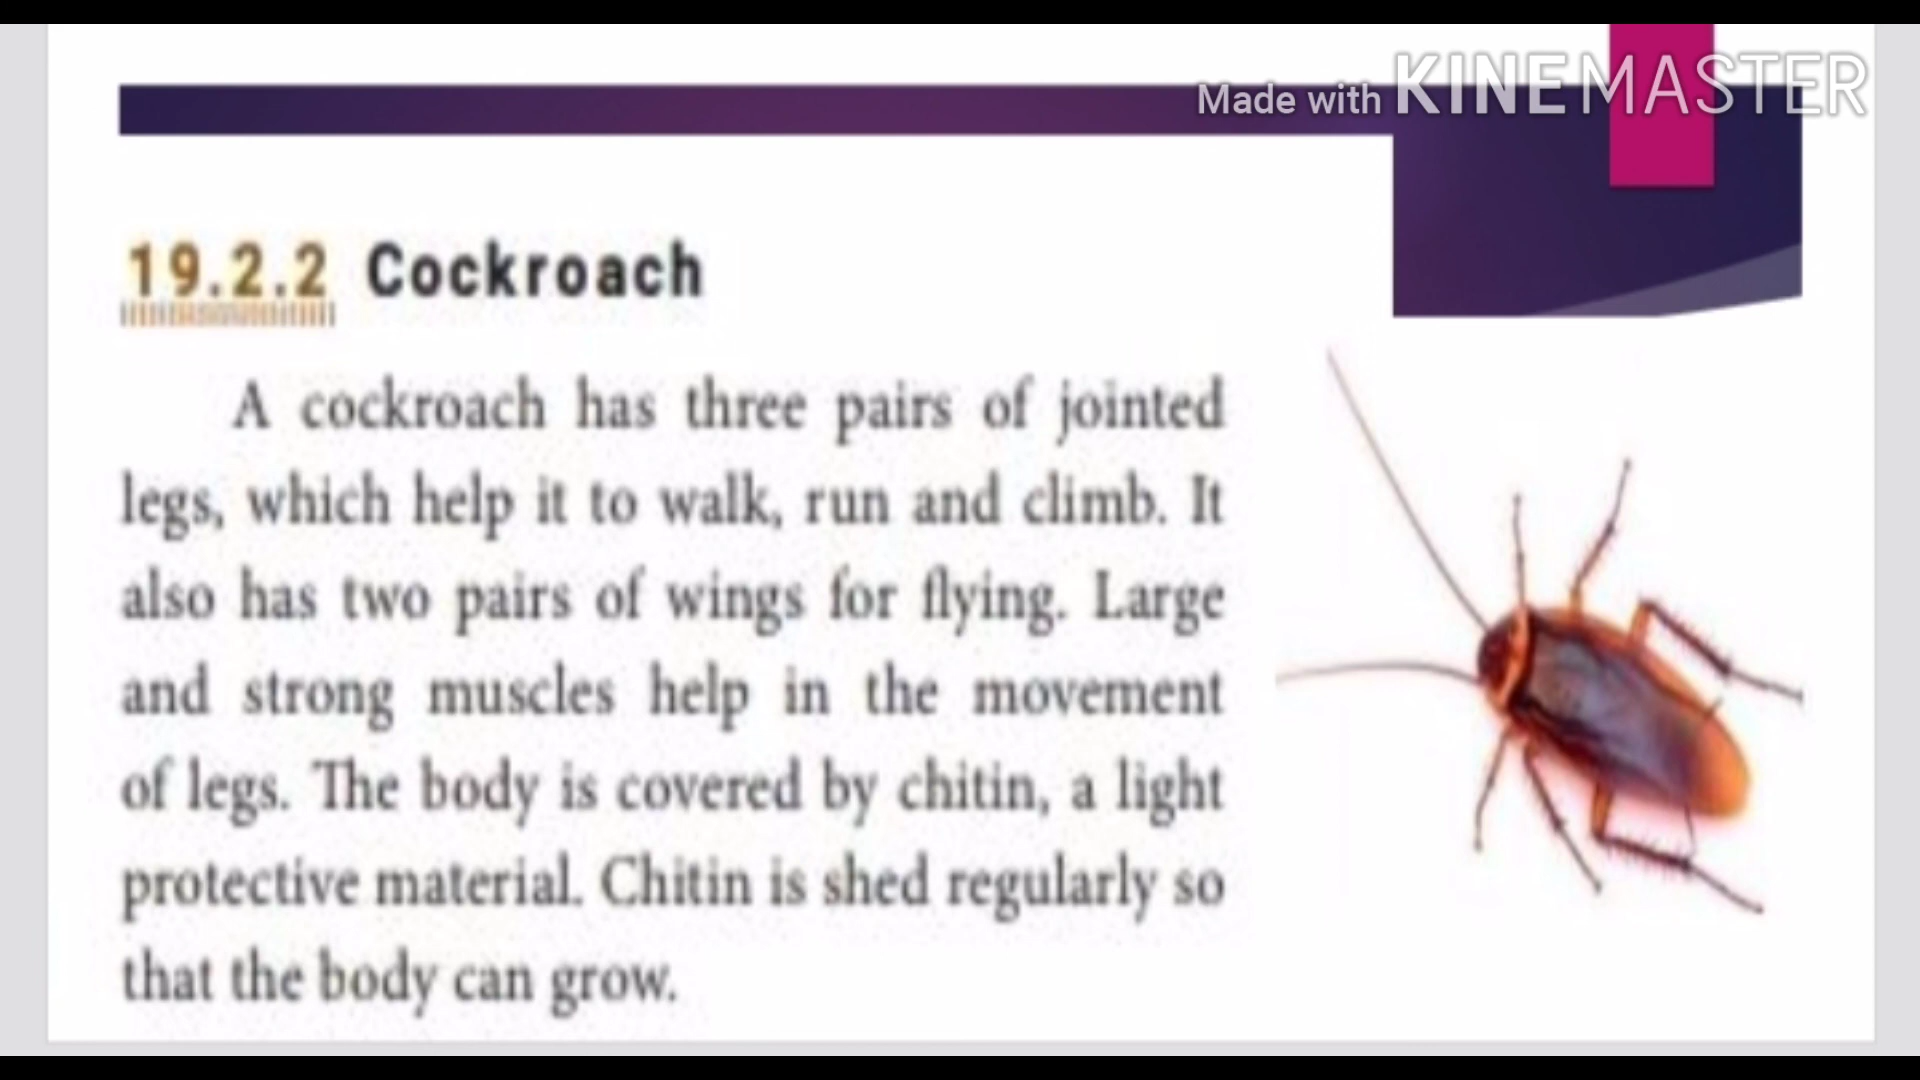 Made with KINEMASTER
19.2.2 Cockroach
A cockroach has three pairs of jointed
legs, which help it to walk, run and climb. It
also has two pairs of wings for flying. Large
and strong muscles help in the movement
of legs. The body is covered by chitin, a light
protective material. Chitin is shed regularly so
that the body can grow.